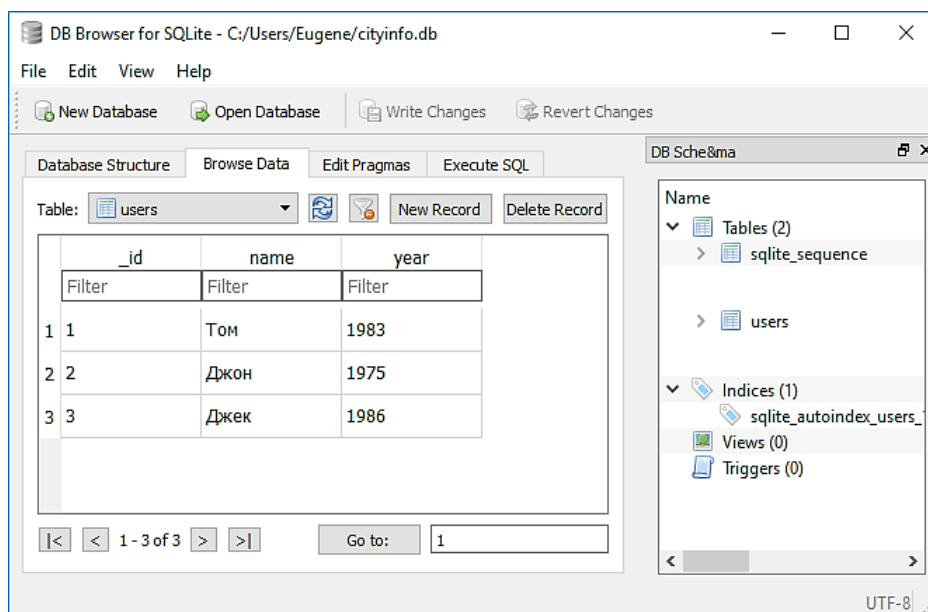 DB Browser for SQLite - C:/Users/Eugene/cityinfo.db
File Edit View Help
New Database Open Database Write Changes Revert Changes
Database Structure Browse Data Edit Pragmas Execute SQL
Table: users New Record Delete Record
_id name year
Filter Filter Filter
1 1 Том 1983
2 2 Джон 1975
3 3 Джек 1986
|< < 1 - 3 of 3 > >| Go to: 1
DB Sche&ma
Name
Tables (2)
sqlite_sequence
users
Indices (1)
sqlite_autoindex_users_
Views (0)
Triggers (0)
UTF-8